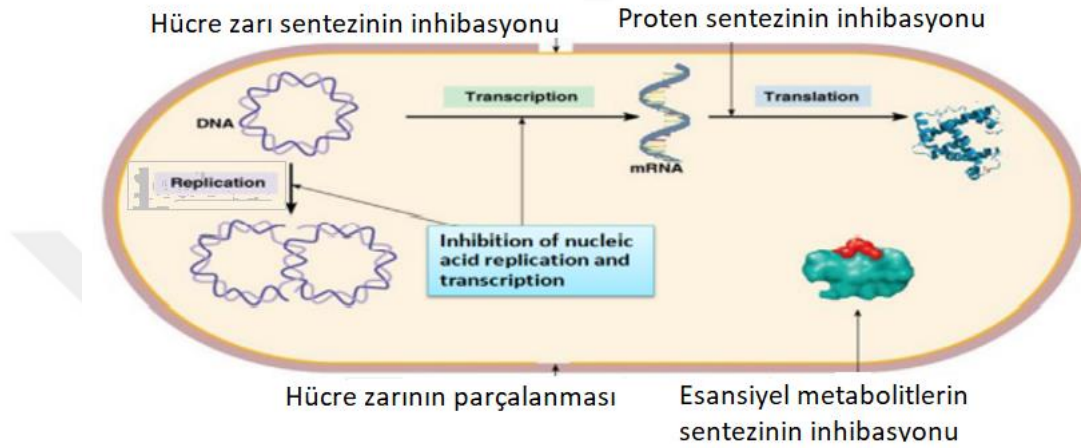 Hücre zarı sentezinin inhibasyonu
Proten sentezinin inhibasyonu
Transcription
Translation
DNA
mRNA
Replication
Inhibition of nucleic
acid replication and
transcription
Hücre zarının parçalanması
Esansiyel metabolitlerin
sentezinin inhibasyonu